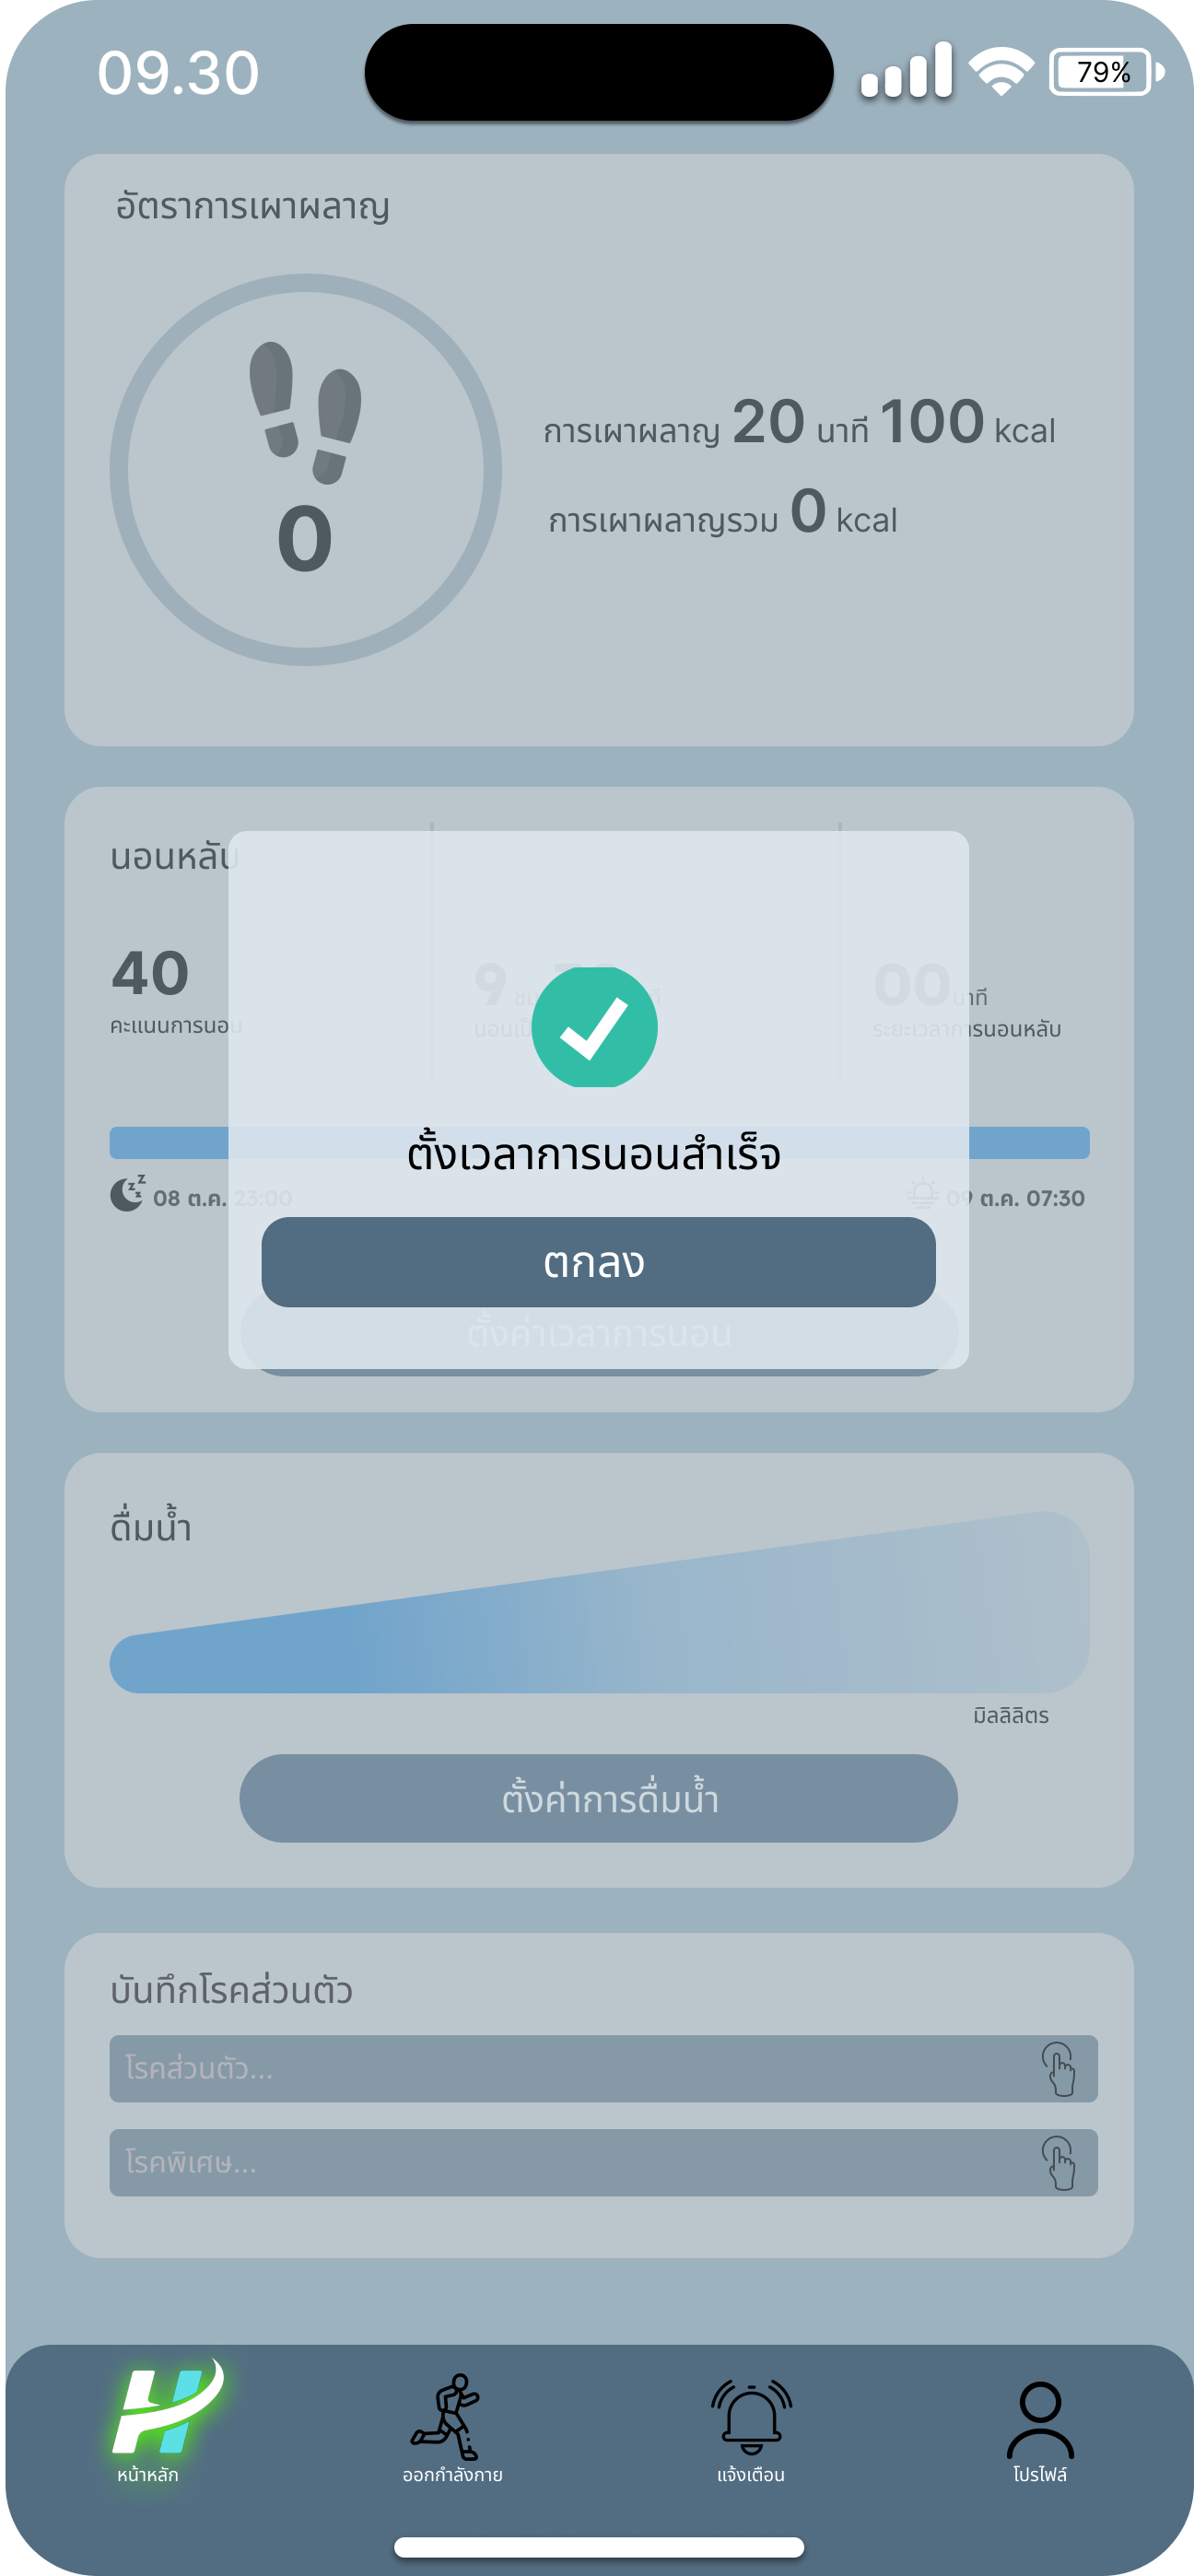 09.30
79%
อัตราการเผาผลาญ
การเผาผลาญ 20 นาที 100 kcal
การเผาผลาญรวม 0 kcal
0
นอนหลับ
40
คะแนนการนอน
9
00 นาที
ระยะเวลาการนอนหลับ
ตั้งเวลาการนอนสำเร็จ
08 ต.ค. 23:00
09 ต.ค. 07:30
ตกลง
ตั้งค่าเวลาการนอน
ดื่มน้ำ
มิลลิลิตร
ตั้งค่าการดื่มน้ำ
บันทึกโรคส่วนตัว
โรคส่วนตัว...
โรคพิเศษ...
หน้าหลัก
ออกกำลังกาย
แจ้งเตือน
โปรไฟล์